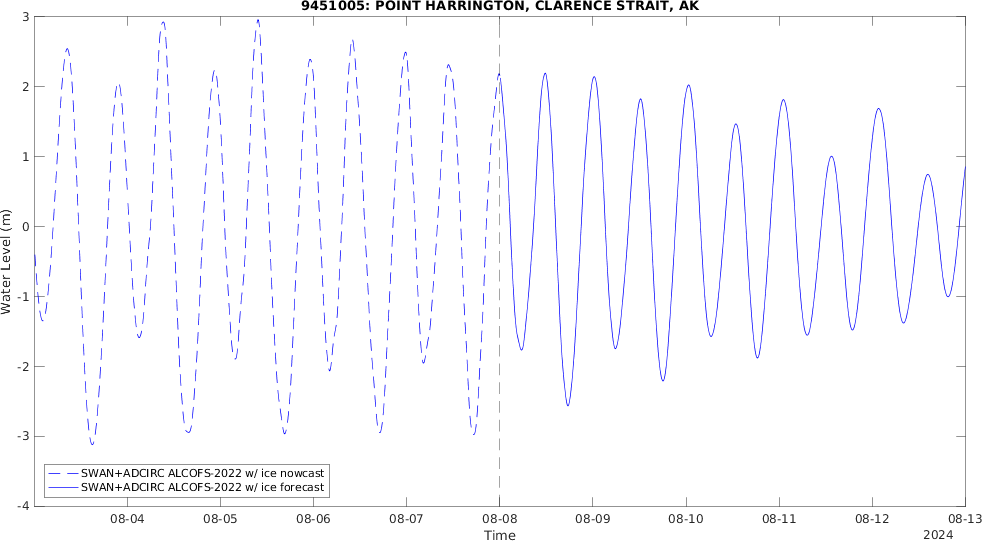 9451005: POINT HARRINGTON, CLARENCE STRAIT, AK
Water Level (m)
3
2
1
0
-1
-2
-3
-4
SWAN+ADCIRC ALCOFS-2022 w/ ice nowcast
SWAN+ADCIRC ALCOFS-2022 w/ ice forecast
08-04 08-05 08-06 08-07 08-08 08-09 08-10 08-11 08-12 08-13
Time
2024